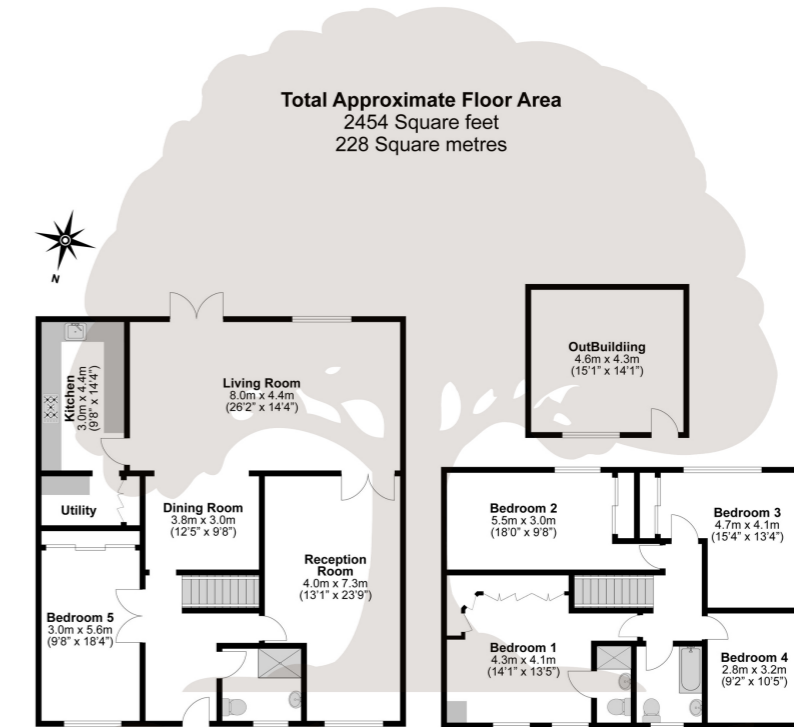 Total Approximate Floor Area
2454 Square feet
228 Square metres
N
Kitchen
3.0m x 4.4m
(9'8" x 14'4")
Living Room
8.0m x 4.4m
(26'2" x 14'4")
OutBuildiing
4.6m x 4.3m
(15'1" x 14'1")
Utility
Dining Room
3.8m x 3.0m
(12'5" x 9'8")
Reception
Room
4.0m x 7.3m
(13'1" x 23'9")
Bedroom 5
3.0m x 5.6m
(9'8" x 18'4")
Bedroom 2
5.5m x 3.0m
(18'0" x 9'8")
Bedroom 3
4.7m x 4.1m
(15'4" x 13'4")
Bedroom 1
4.3m x 4.1m
(14'1" x 13'5")
Bedroom 4
2.8m x 3.2m
(9'2" x 10'5")